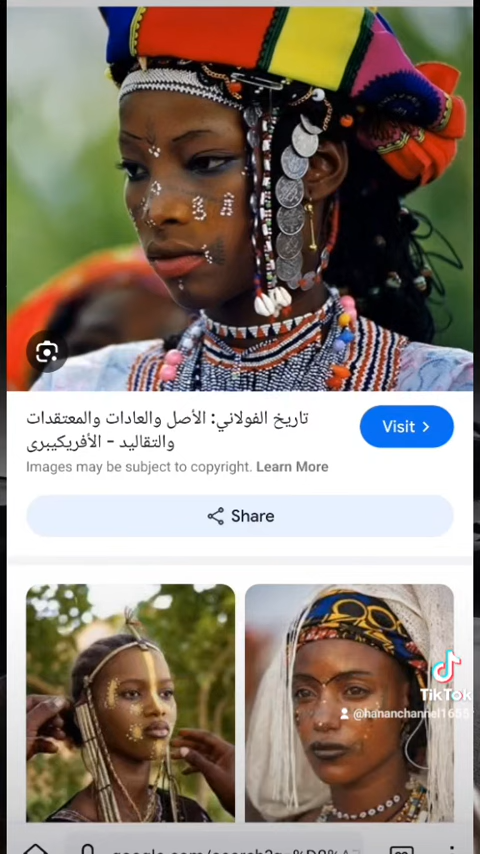 تاريخ الفولاني: الأصل والعادات والمعتقدات
والتقاليد - الأفريكيبرى
Visit
Images may be subject to copyright. Learn More
Share
TikTok
@hananchannel1655